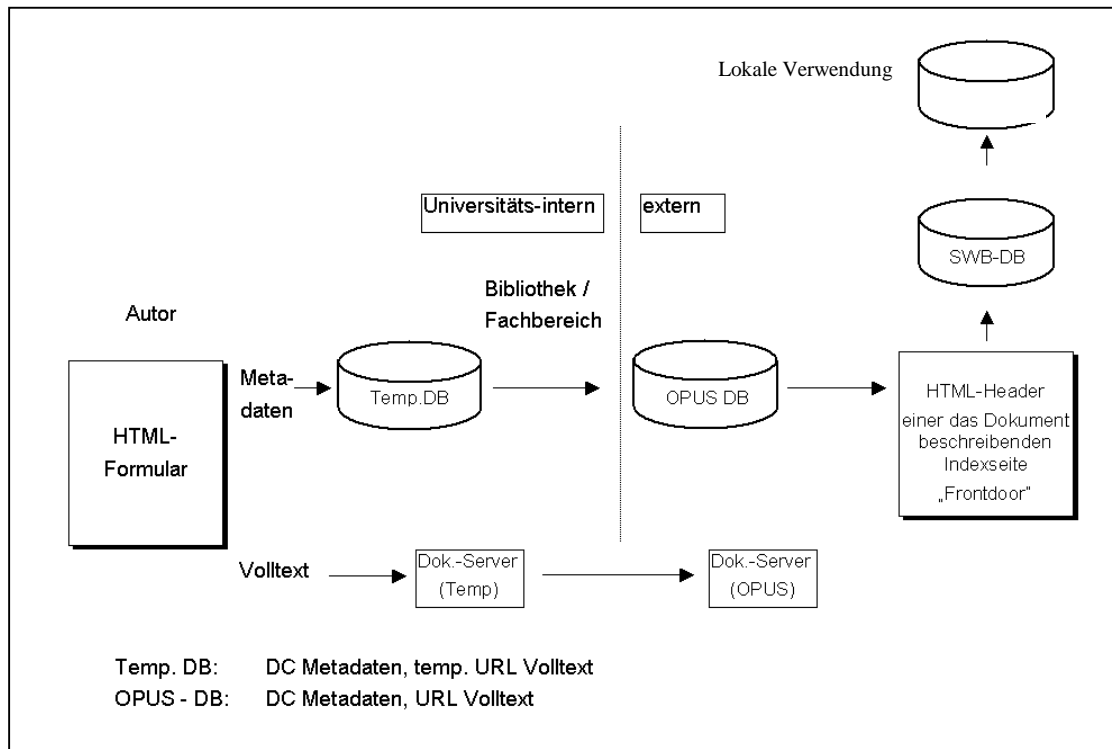 Lokale Verwendung
Universitäts-intern
extern
SWB-DB
Autor
Bibliothek /
Fachbereich
HTML-
Formular
Meta-
daten
Temp.DB
OPUS DB
HTML-Header
einer das Dokument
beschreibenden
Indexseite
„Frontdoor"
Volltext
Dok.-Server
(Temp)
Dok.-Server
(OPUS)
Temp. DB: DC Metadaten, temp. URL Volltext
OPUS - DB: DC Metadaten, URL Volltext